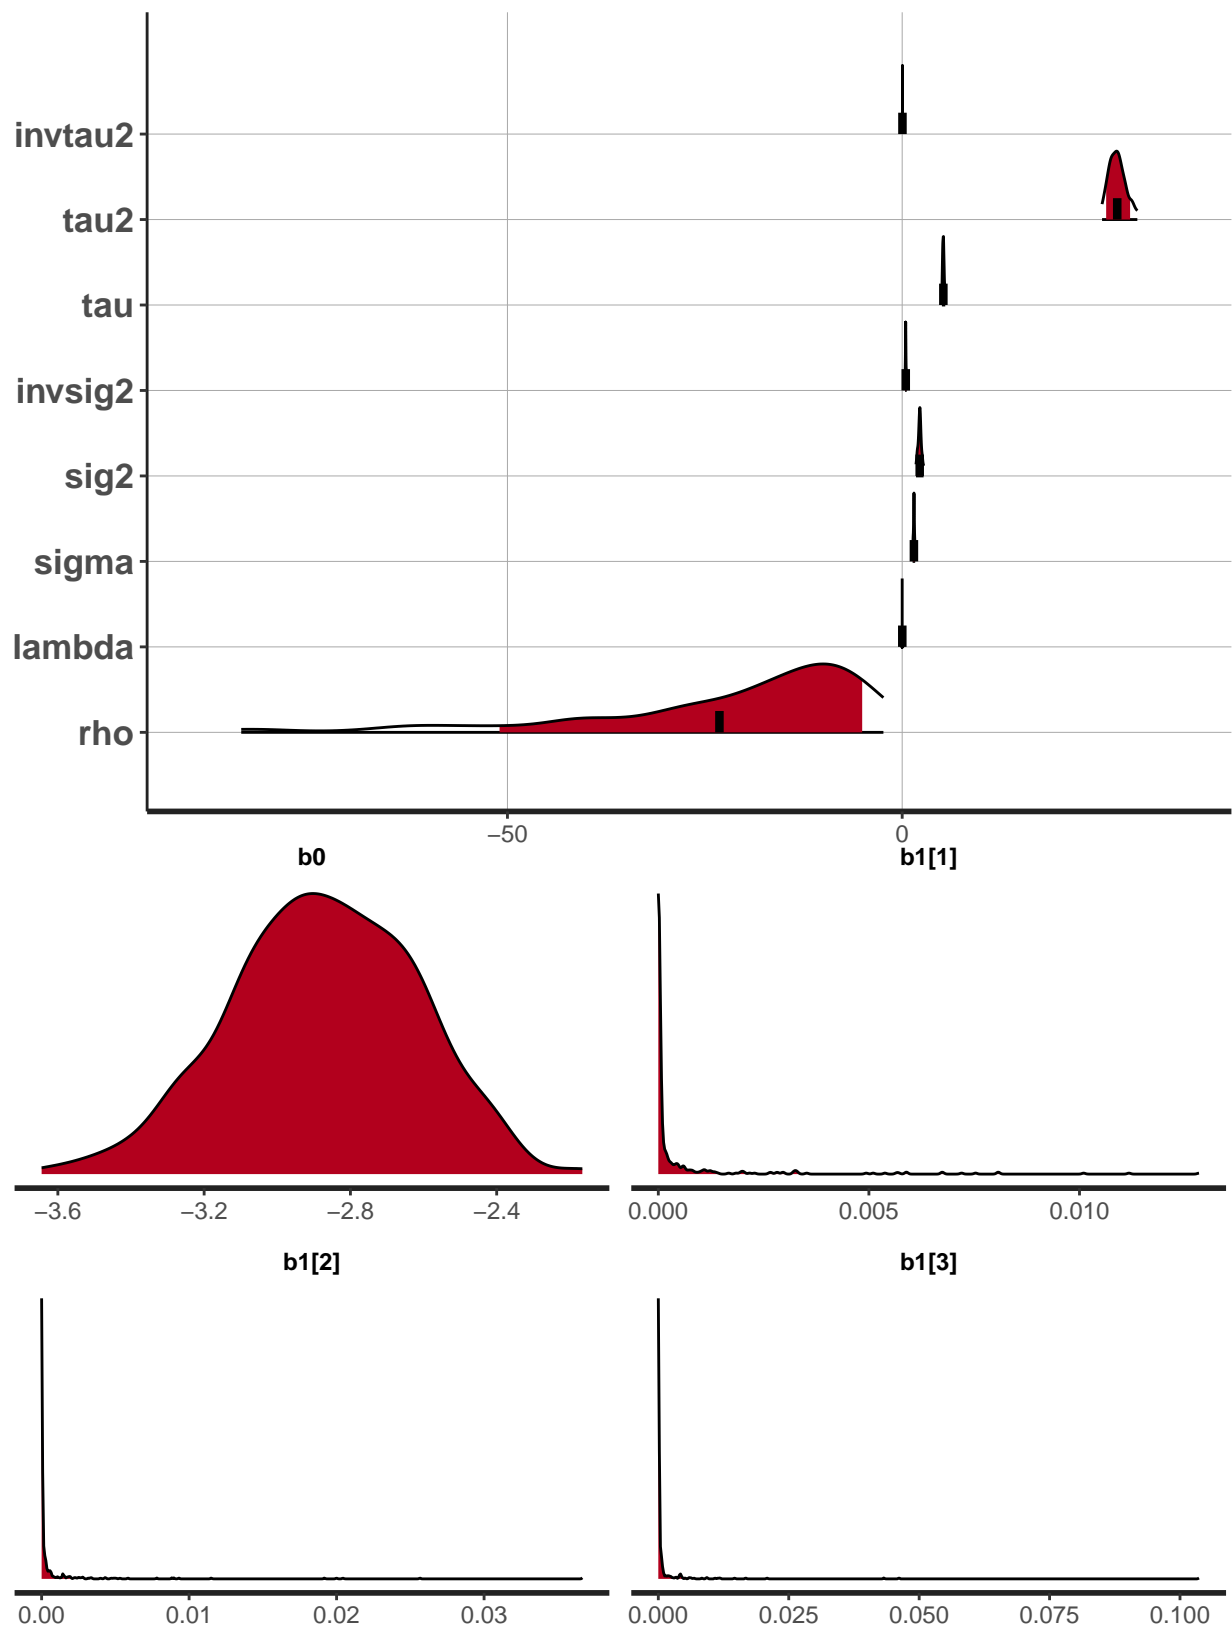 invtau2
tau2
tau
invsig2
sig2
sigma
lambda
rho
−50 0
b0 b1[1]
−3.6 −3.2 −2.8 −2.4 0.000 0.005 0.010
b1[2] b1[3]
0.00 0.01 0.02 0.03 0.000 0.025 0.050 0.075 0.100